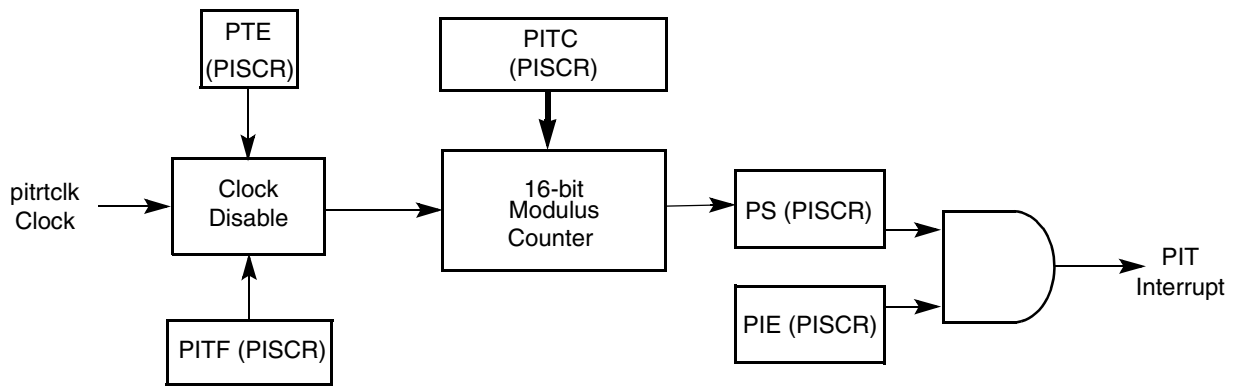 PTE
(PISCR)
PITC
(PISCR)
pitrtclk
Clock
Clock
Disable
16-bit
Modulus
Counter
PS (PISCR)
PIE (PISCR)
PITF (PISCR)
PIT
Interrupt